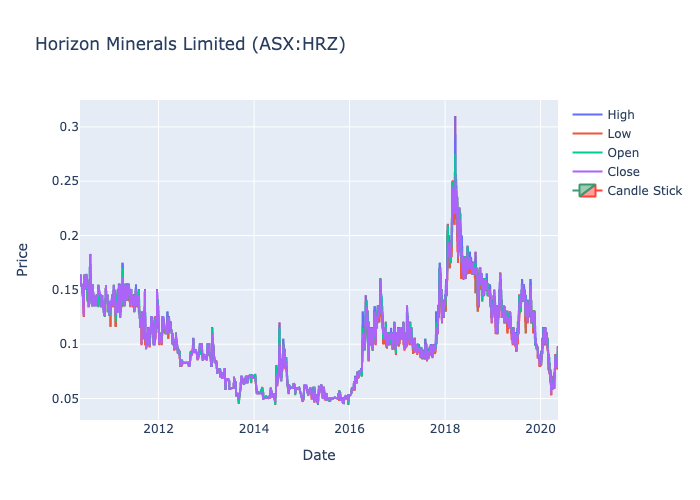 Horizon Minerals Limited (ASX:HRZ)
High
Low
Open
Close
Candle Stick
0.3
0.25
0.2
0.15
0.1
0.05
Price
2012
2014
2016
2018
2020
Date